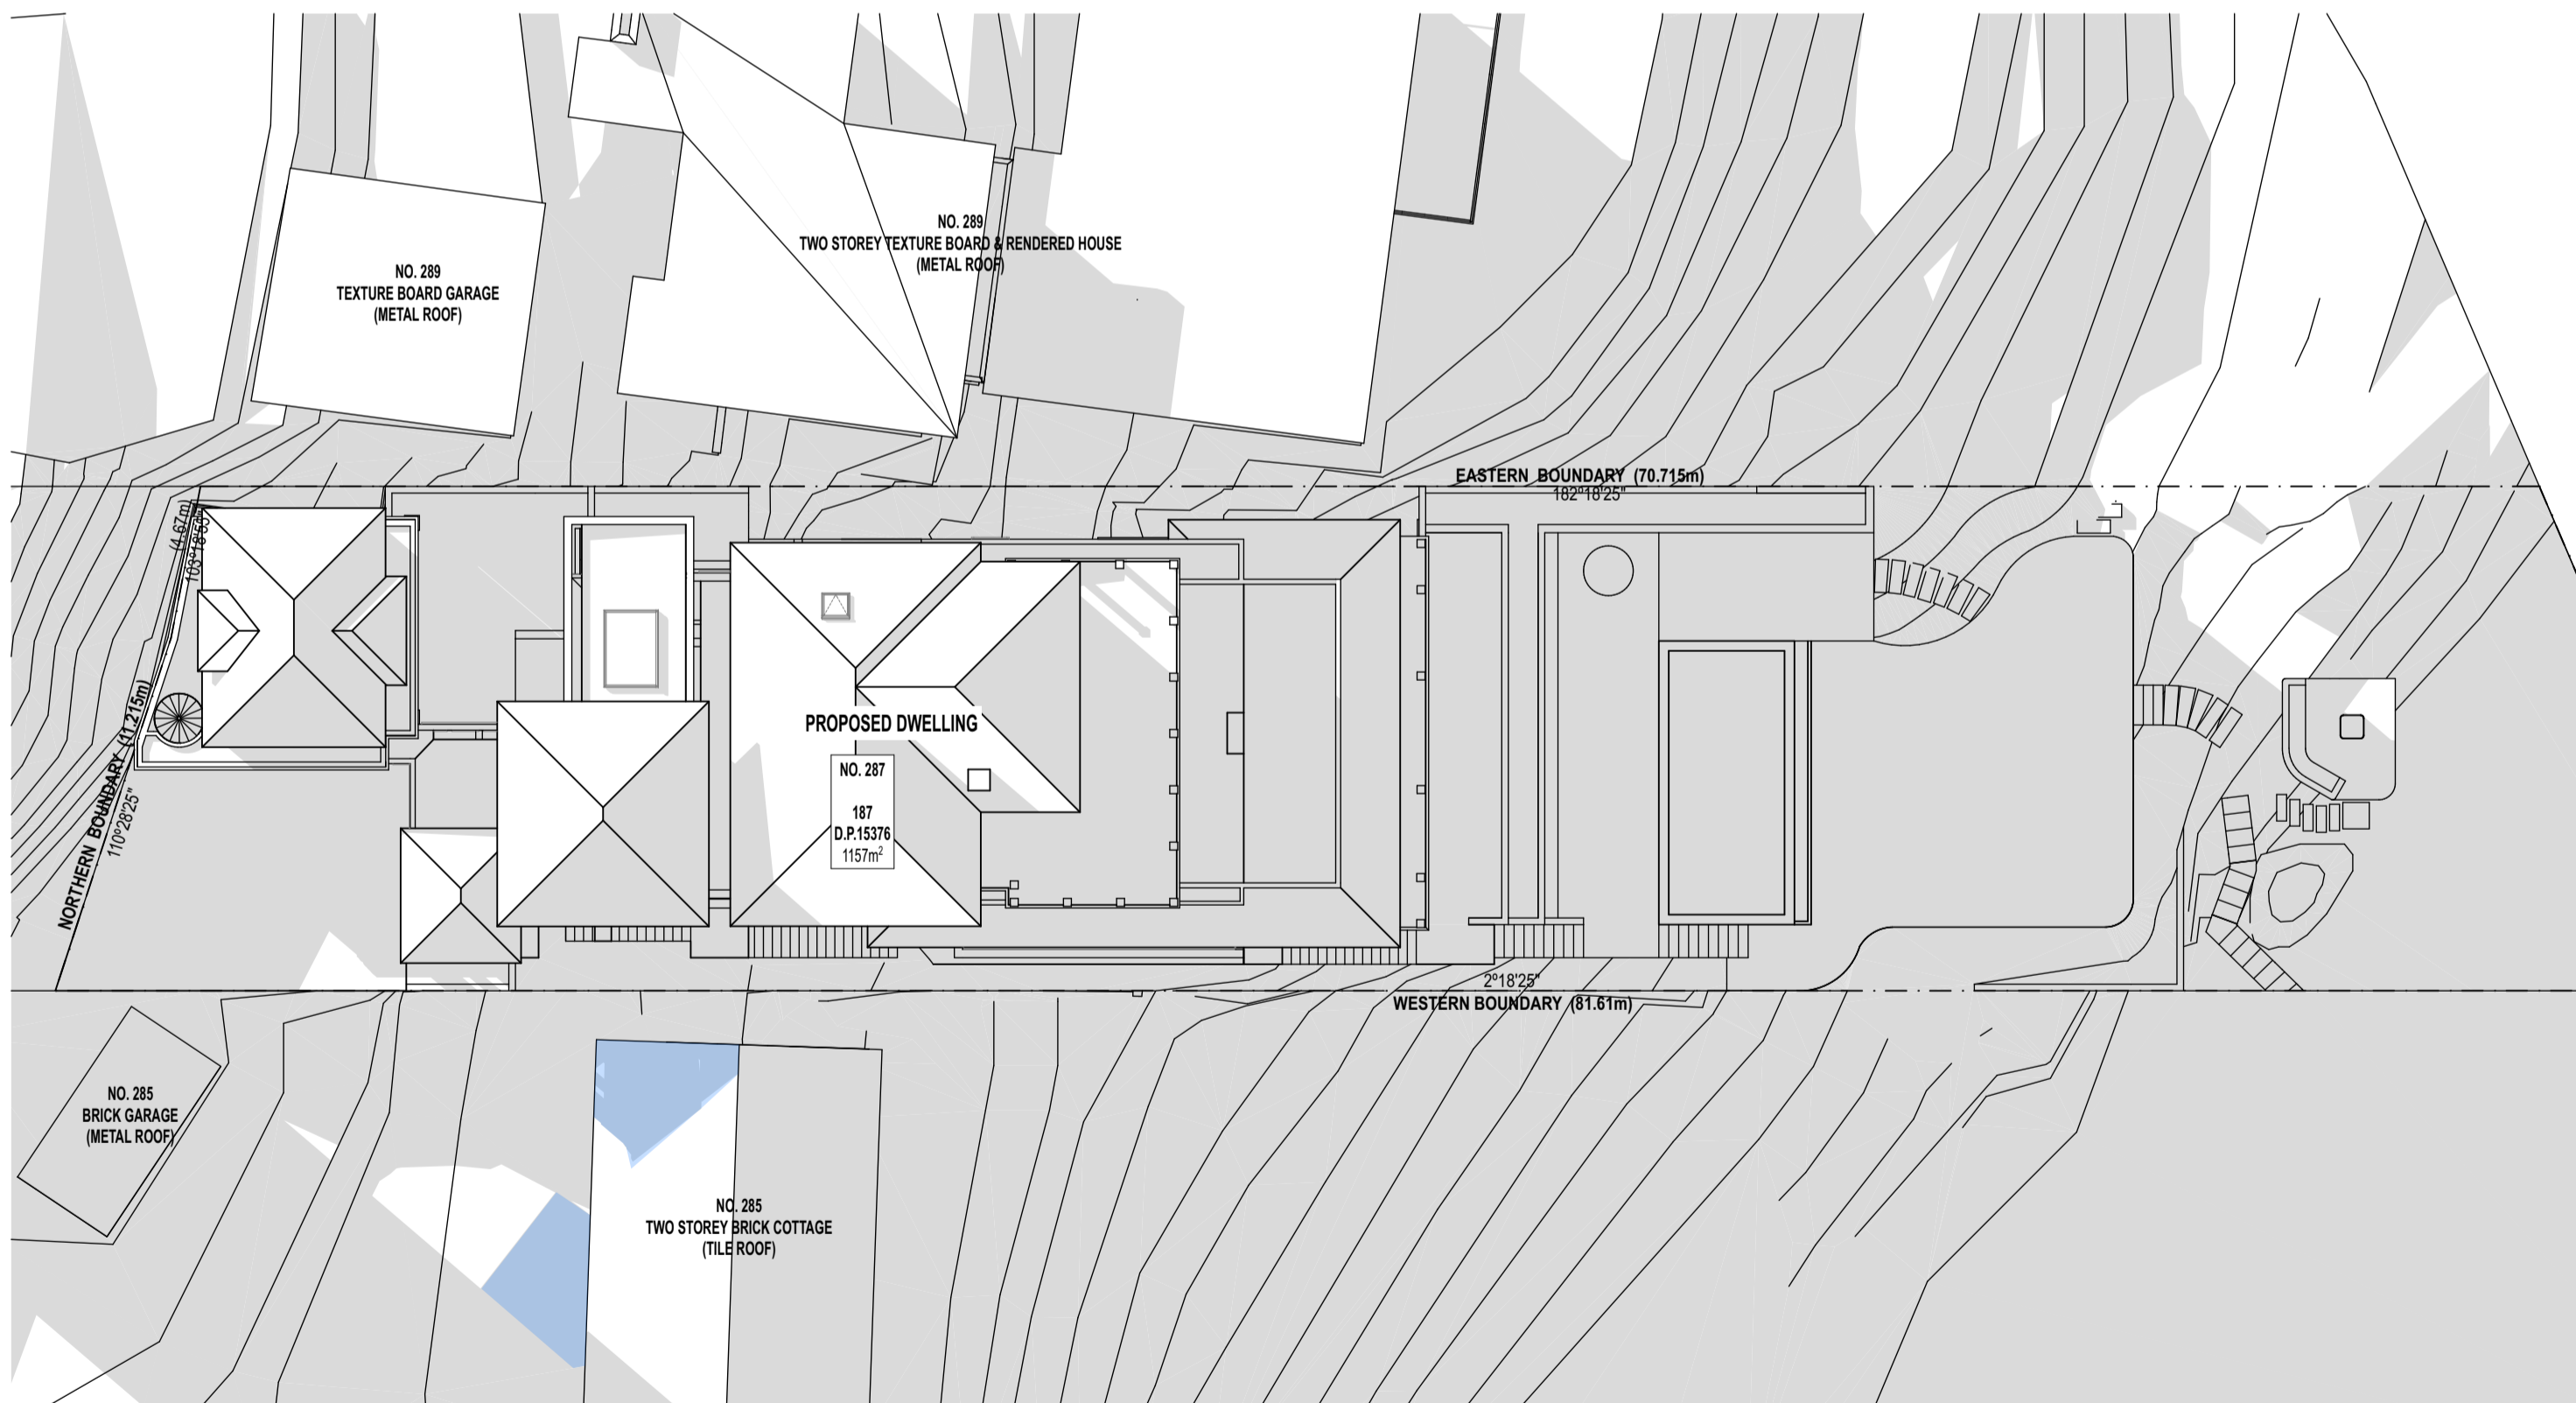 NO. 289
TWO STOREY TEXTURE BOARD & RENDERED HOUSE
(METAL ROOF)
NO. 289
TEXTURE BOARD GARAGE
(METAL ROOF)
EASTERN BOUNDARY (70.715m)
182°18'25"
(4.67m)
103°18'55"
NORTHERN BOUNDARY (11.215m)
110°28'25"
PROPOSED DWELLING
NO. 287
187
D.P.15376
1157m²
2°18'25"
WESTERN BOUNDARY (81.61m)
NO. 285
BRICK GARAGE
(METAL ROOF)
NO. 285
TWO STOREY BRICK COTTAGE
(TILE ROOF)